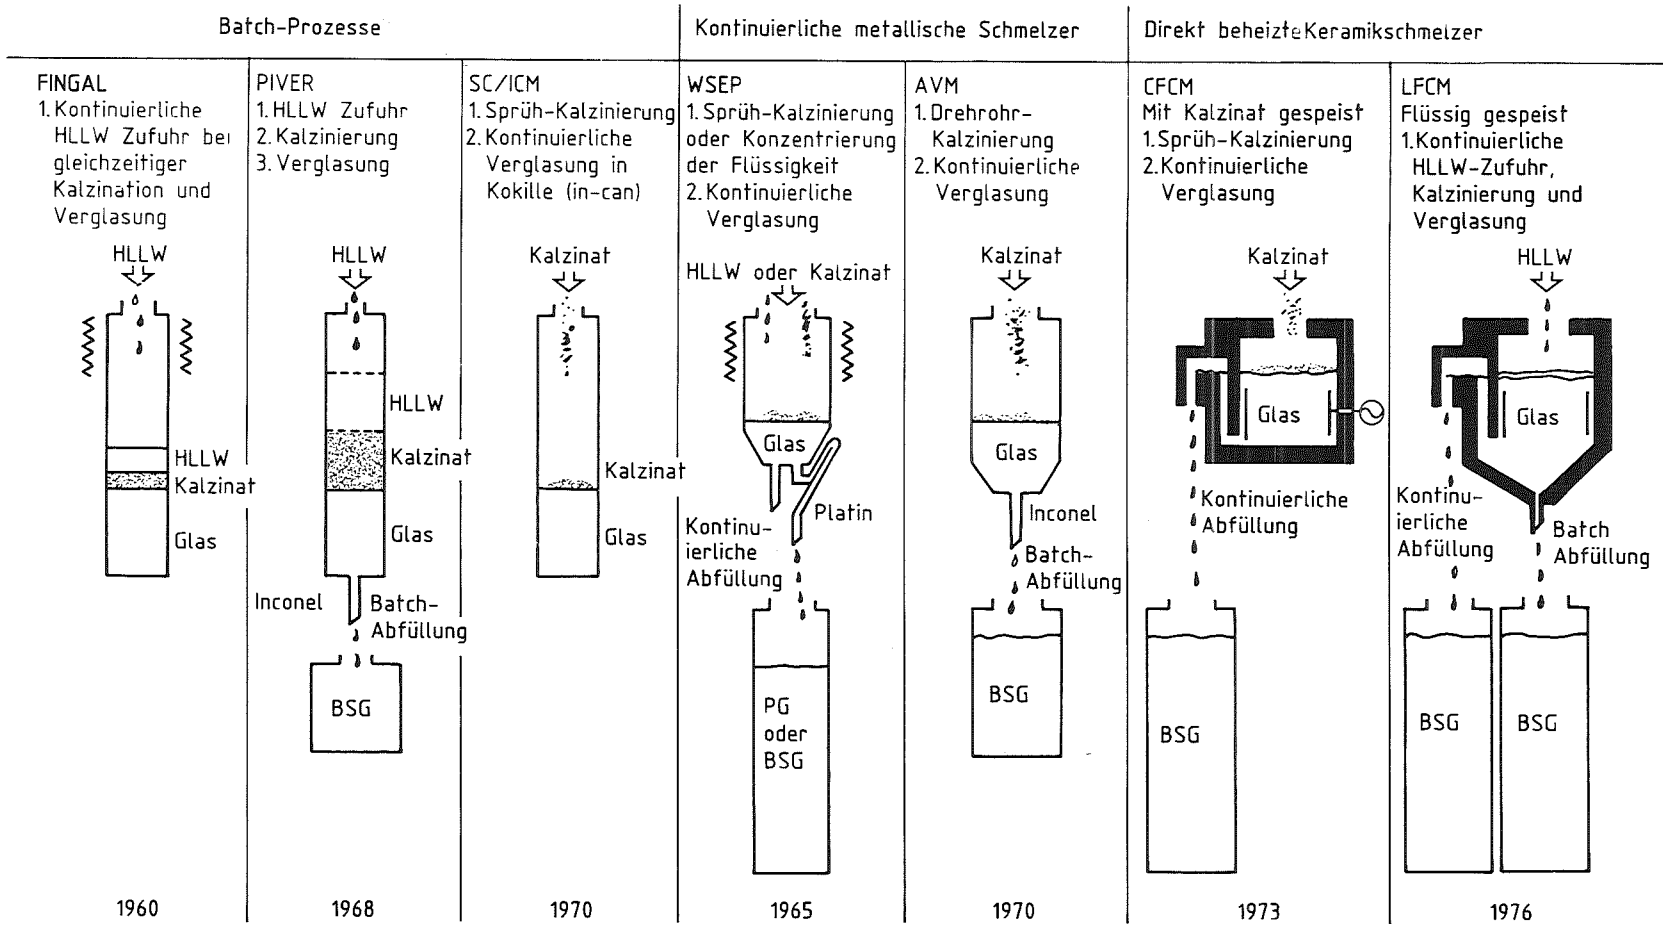 Batch-Prozesse
Kontinuierliche metallische Schmelzer
Direkt beheizte Keramikschmelzer
FINGAL
1. Kontinuierliche
HLLW Zufuhr bei
gleichzeitiger
Kalzination und
Verglasung
HLLW
HLLW
Kalzinat
Glas
1960
PIVER
1. HLLW Zufuhr
2. Kalzinierung
3. Verglasung
HLLW
HLLW
Kalzinat
Glas
Inconel
Batch-
Abfüllung
BSG
1968
SC/ICM
1. Sprüh-Kalzinierung
2. Kontinuierliche
Verglasung in
Kokille (in-can)
Kalzinat
Kalzinat
Glas
1970
WSEP
1. Sprüh-Kalzinierung
oder Konzentrierung
der Flüssigkeit
2. Kontinuierliche
Verglasung
HLLW oder Kalzinat
Glas
Platin
Kontinu-
ierliche
Abfüllung
PG
oder
BSG
1965
AVM
1. Drehrohr-
Kalzinierung
2. Kontinuierliche
Verglasung
Kalzinat
Glas
Inconel
Batch-
Abfüllung
BSG
1970
CFCM
Mit Kalzinat gespeist
1. Sprüh-Kalzinierung
2. Kontinuierliche
Verglasung
Kalzinat
Glas
Kontinuierliche
Abfüllung
BSG
1973
LFCM
Flüssig gespeist
1. Kontinuierliche
HLLW-Zufuhr,
Kalzinierung und
Verglasung
HLLW
Glas
Kontinu-
ierliche
Abfüllung
Batch
Abfüllung
BSG
BSG
1976